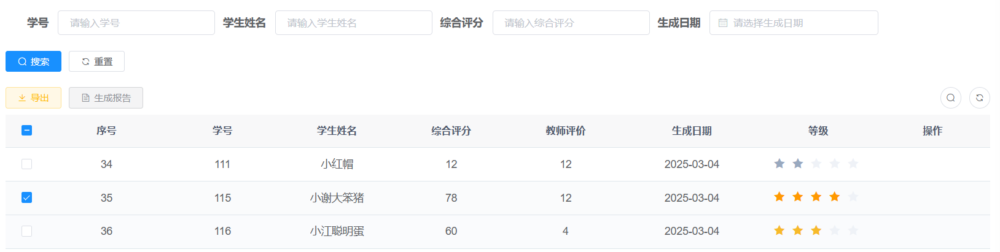 学号 请输入学号 学生姓名 请输入学生姓名 综合评分 请输入综合评分 生成日期 请选择生成日期
搜索 重置
导出 生成报告
序号 学号 学生姓名 综合评分 教师评价 生成日期 等级 操作
34 111 小红帽 12 12 2025-03-04
35 115 小谢大笨猪 78 12 2025-03-04
36 116 小江聪明蛋 60 4 2025-03-04